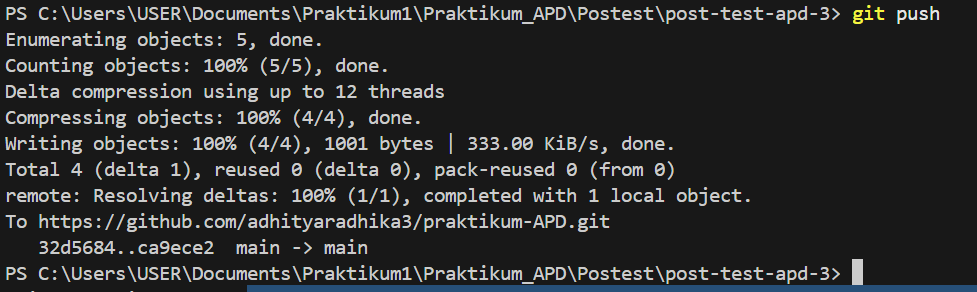 PS C:\Users\USER\Documents\Praktikum1\Praktikum_APD\Postest\post-test-apd-3> git push
Enumerating objects: 5, done.
Counting objects: 100% (5/5), done.
Delta compression using up to 12 threads
Compressing objects: 100% (4/4), done.
Writing objects: 100% (4/4), 1001 bytes | 333.00 KiB/s, done.
Total 4 (delta 1), reused 0 (delta 0), pack-reused 0 (from 0)
remote: Resolving deltas: 100% (1/1), completed with 1 local object.
To https://github.com/adhityaradhika3/praktikum-APD.git
   32d5684..ca9ece2  main -> main
PS C:\Users\USER\Documents\Praktikum1\Praktikum_APD\Postest\post-test-apd-3>